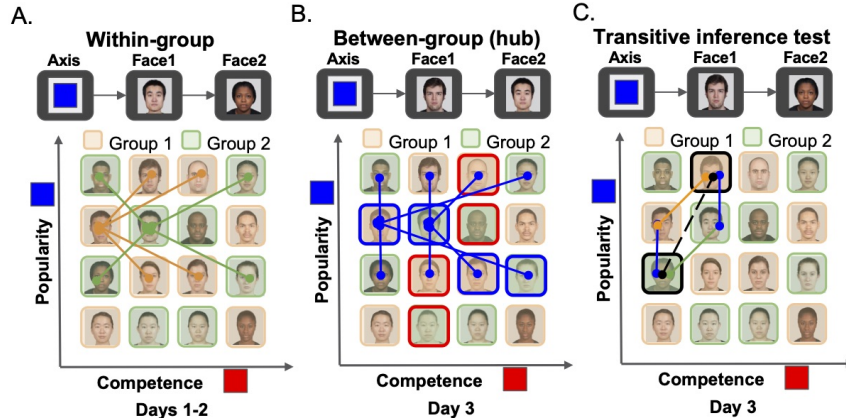 A.
Within-group
Axis Face1 Face2
Group 1 Group 2
Popularity
Competence
Days 1-2
B.
Between-group (hub)
Axis Face1 Face2
Group 1 Group 2
Popularity
Competence
Day 3
C.
Transitive inference test
Axis Face1 Face2
Group 1 Group 2
Popularity
Competence
Day 3